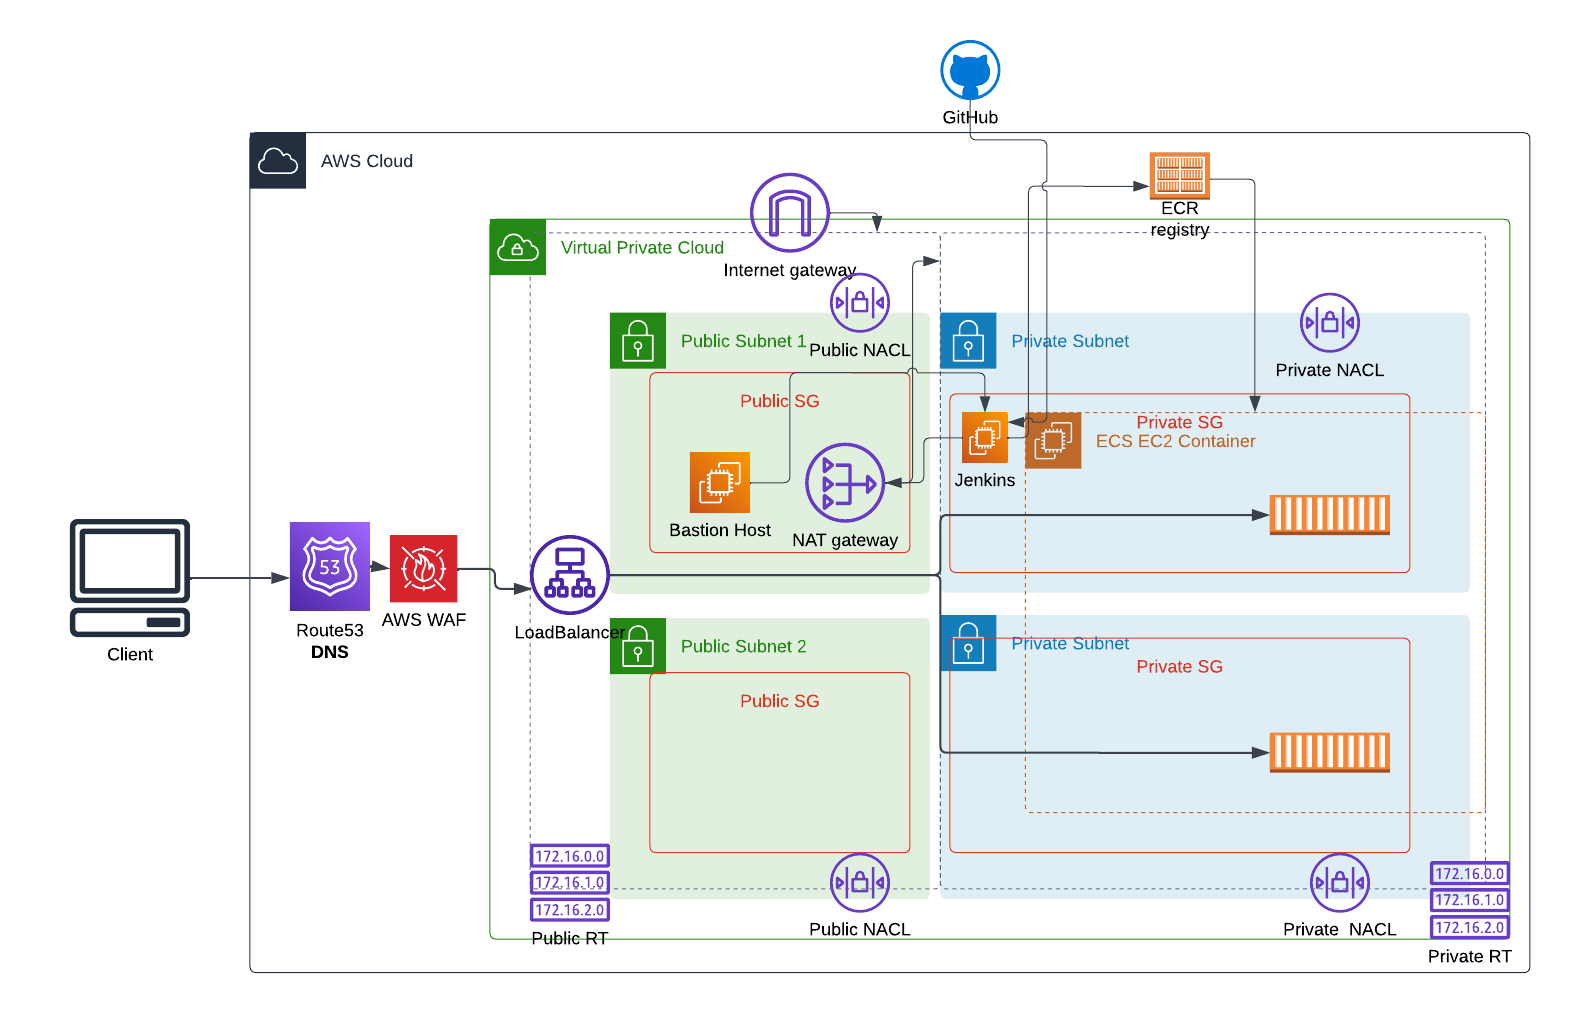 GitHub
AWS Cloud
ECR
registry
Virtual Private Cloud
Internet gateway
Public Subnet 1
Public NACL
Private Subnet
Private NACL
Public SG
Private SG
ECS EC2 Container
Jenkins
Bastion Host
NAT gateway
53
Route53
DNS
AWS WAF
LoadBalancer
Client
Public Subnet 2
Private Subnet
Private SG
Public SG
172.16.0.0
172.16.1.0
172.16.2.0
Public RT
Public NACL
Private NACL
172.16.0.0
172.16.1.0
172.16.2.0
Private RT